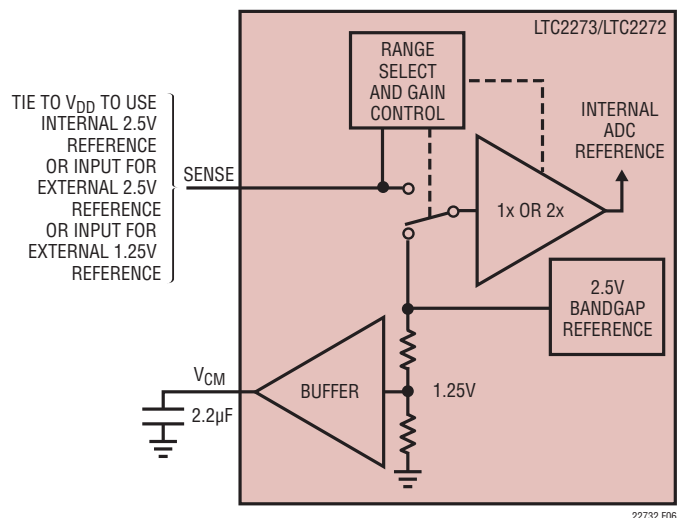 LTC2273/LTC2272
RANGE
SELECT
AND GAIN
CONTROL
TIE TO VDD TO USE
INTERNAL 2.5V
REFERENCE
OR INPUT FOR
EXTERNAL 2.5V
REFERENCE
OR INPUT FOR
EXTERNAL 1.25V
REFERENCE
SENSE
INTERNAL
ADC
REFERENCE
1x OR 2x
2.5V
BANDGAP
REFERENCE
VCM
BUFFER
1.25V
2.2µF
22732 F06